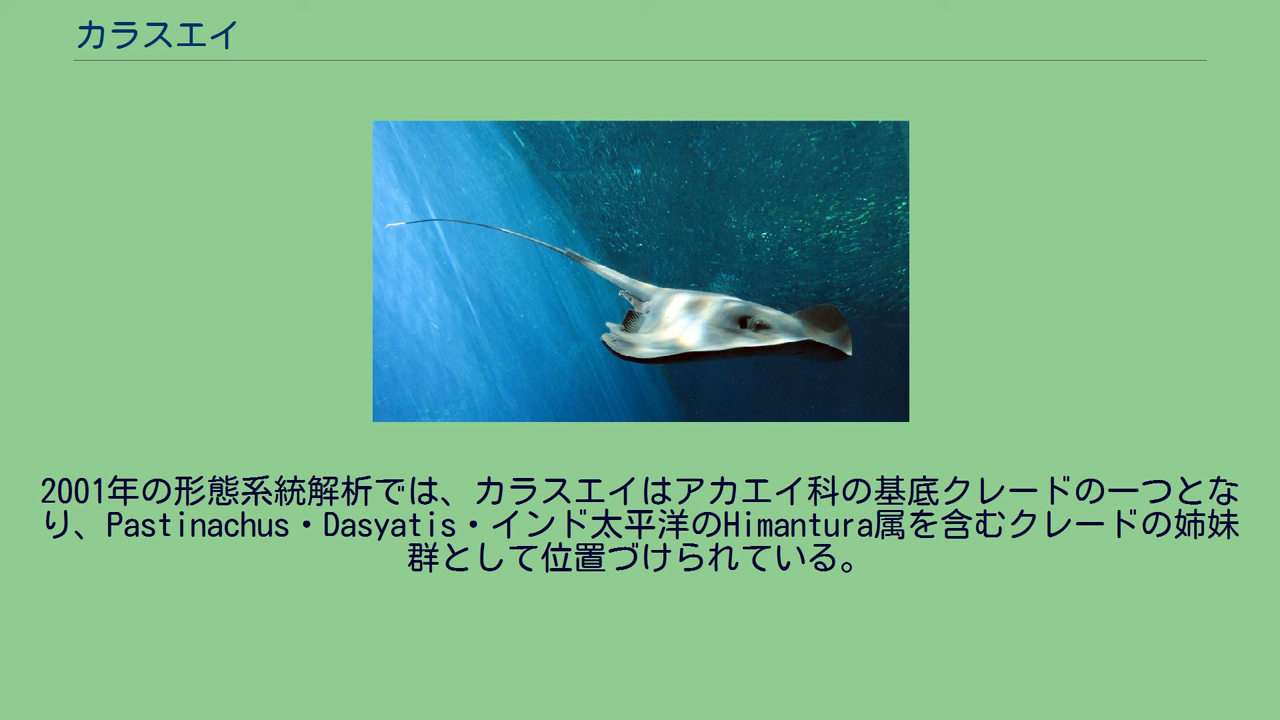 カラスエイ
2001年の形態系統解析では、カラスエイはアカエイ科の基底クレードの一つとな
り、Pastinachus・Dasyatis・インド太平洋のHimantura属を含むクレードの姉妹
群として位置づけられている。